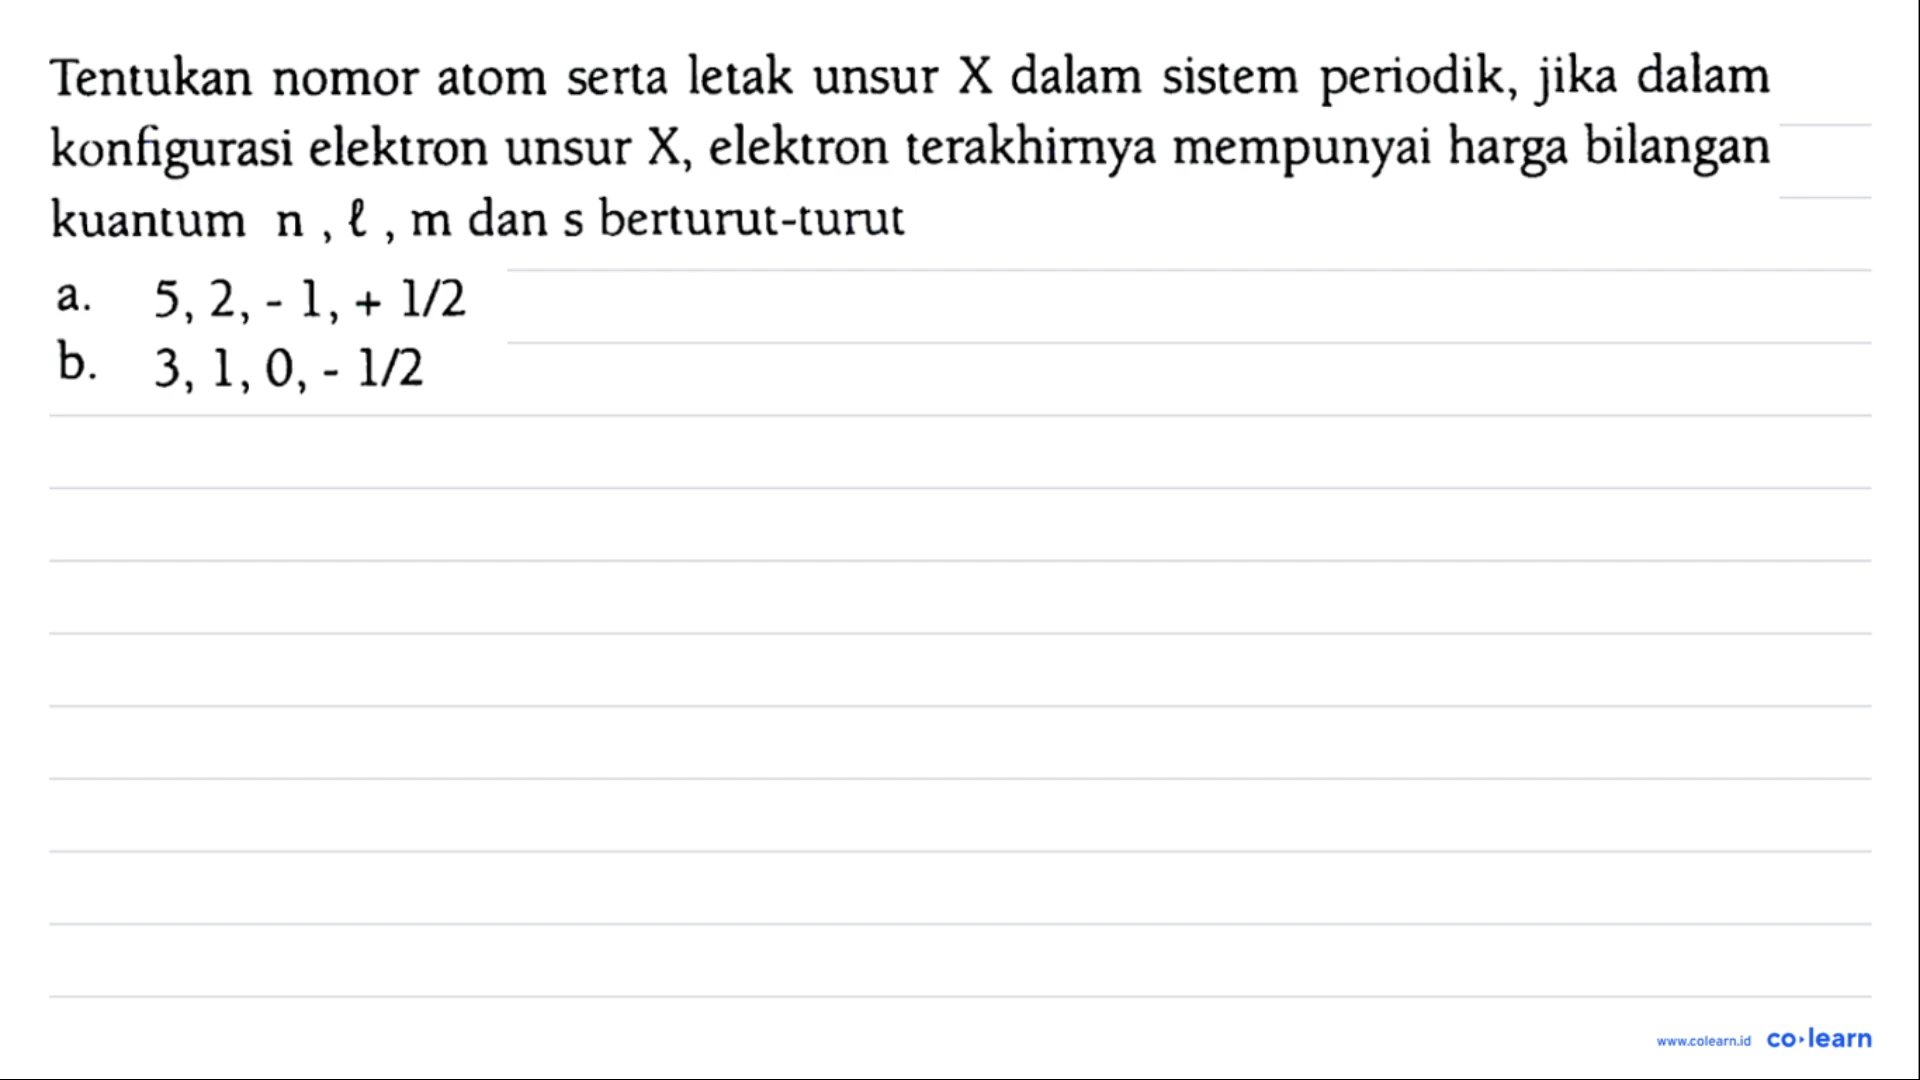 Tentukan nomor atom serta letak unsur X dalam sistem periodik, jika dalam
konfigurasi elektron unsur X, elektron terakhirnya mempunyai harga bilangan
kuantum n , ℓ , m dan s berturut-turut
a. 5, 2, - 1, + 1/2
b. 3, 1, 0, - 1/2
www.colearn.id co·learn